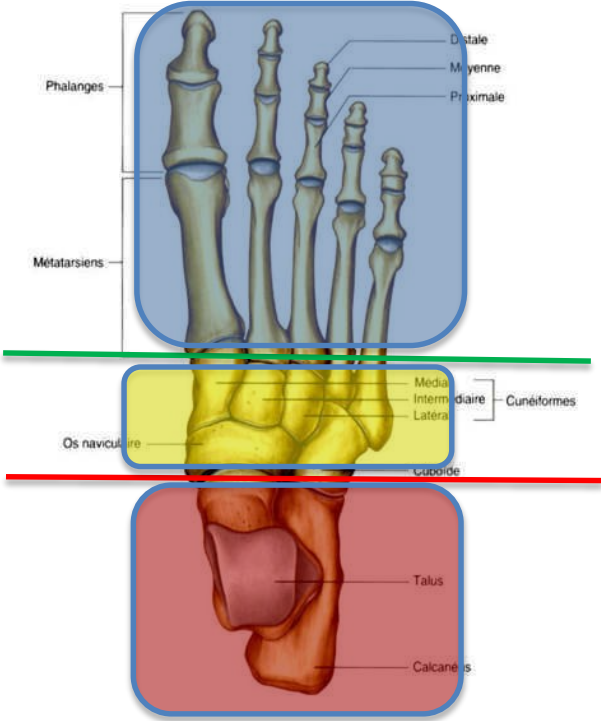 Distale
Phalanges
Moyenne
Proximale
Métatarsiens
Médial
Intermédiaire
Cunéiformes
Latéral
Os naviculaire
Cuboïde
Talus
Calcanéus